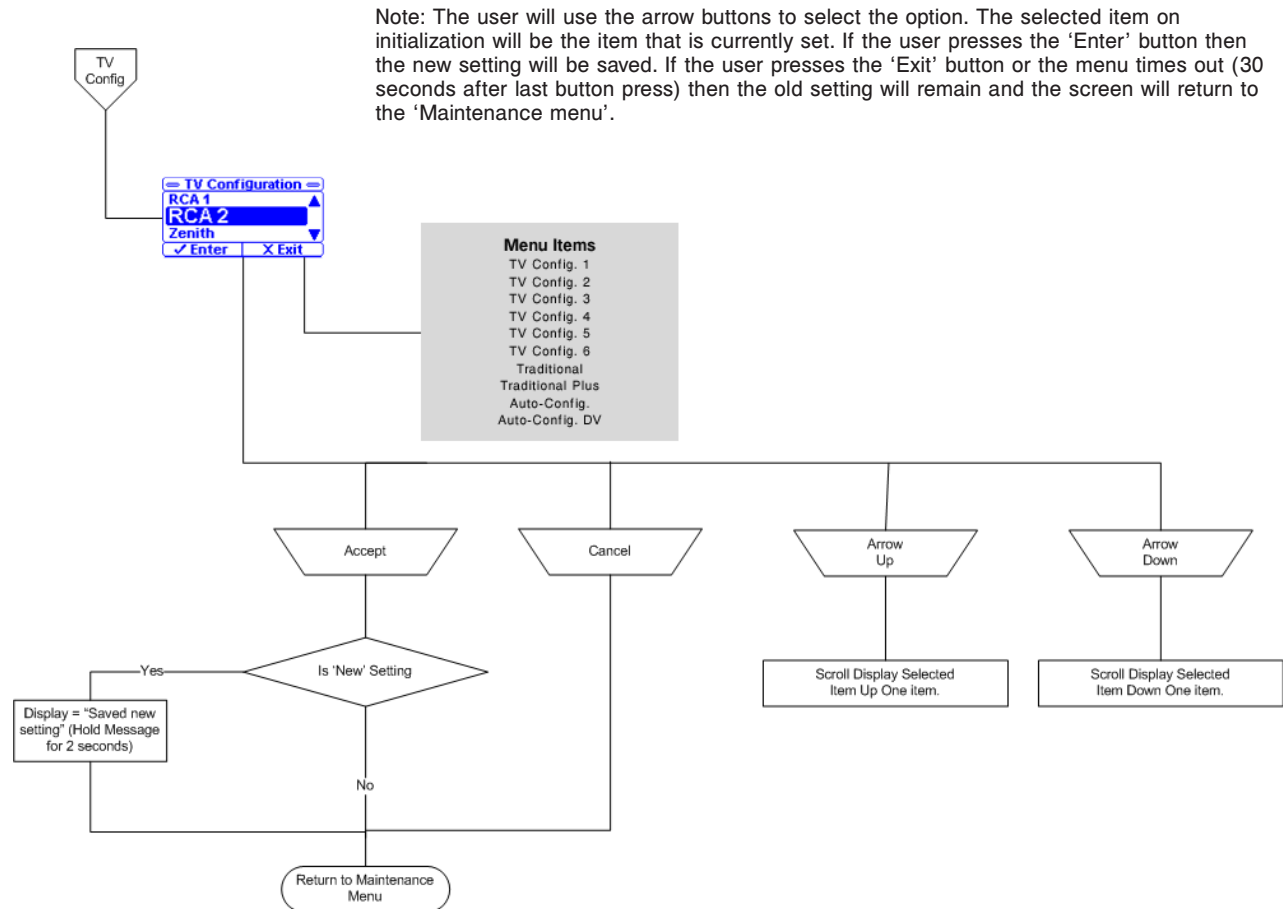 Note: The user will use the arrow buttons to select the option. The selected item on
initialization will be the item that is currently set. If the user presses the ‘Enter’ button then
the new setting will be saved. If the user presses the ‘Exit’ button or the menu times out (30
seconds after last button press) then the old setting will remain and the screen will return to
the ‘Maintenance menu’.
TV
Config
TV Configuration
RCA 1
RCA 2
Zenith
✓ Enter X Exit
Menu Items
TV Config. 1
TV Config. 2
TV Config. 3
TV Config. 4
TV Config. 5
TV Config. 6
Traditional
Traditional Plus
Auto-Config.
Auto-Config. DV
Accept
Cancel
Arrow
Up
Arrow
Down
Is ‘New’ Setting
Yes
No
Display = “Saved new
setting” (Hold Message
for 2 seconds)
Scroll Display Selected
Item Up One item.
Scroll Display Selected
Item Down One item.
Return to Maintenance
Menu